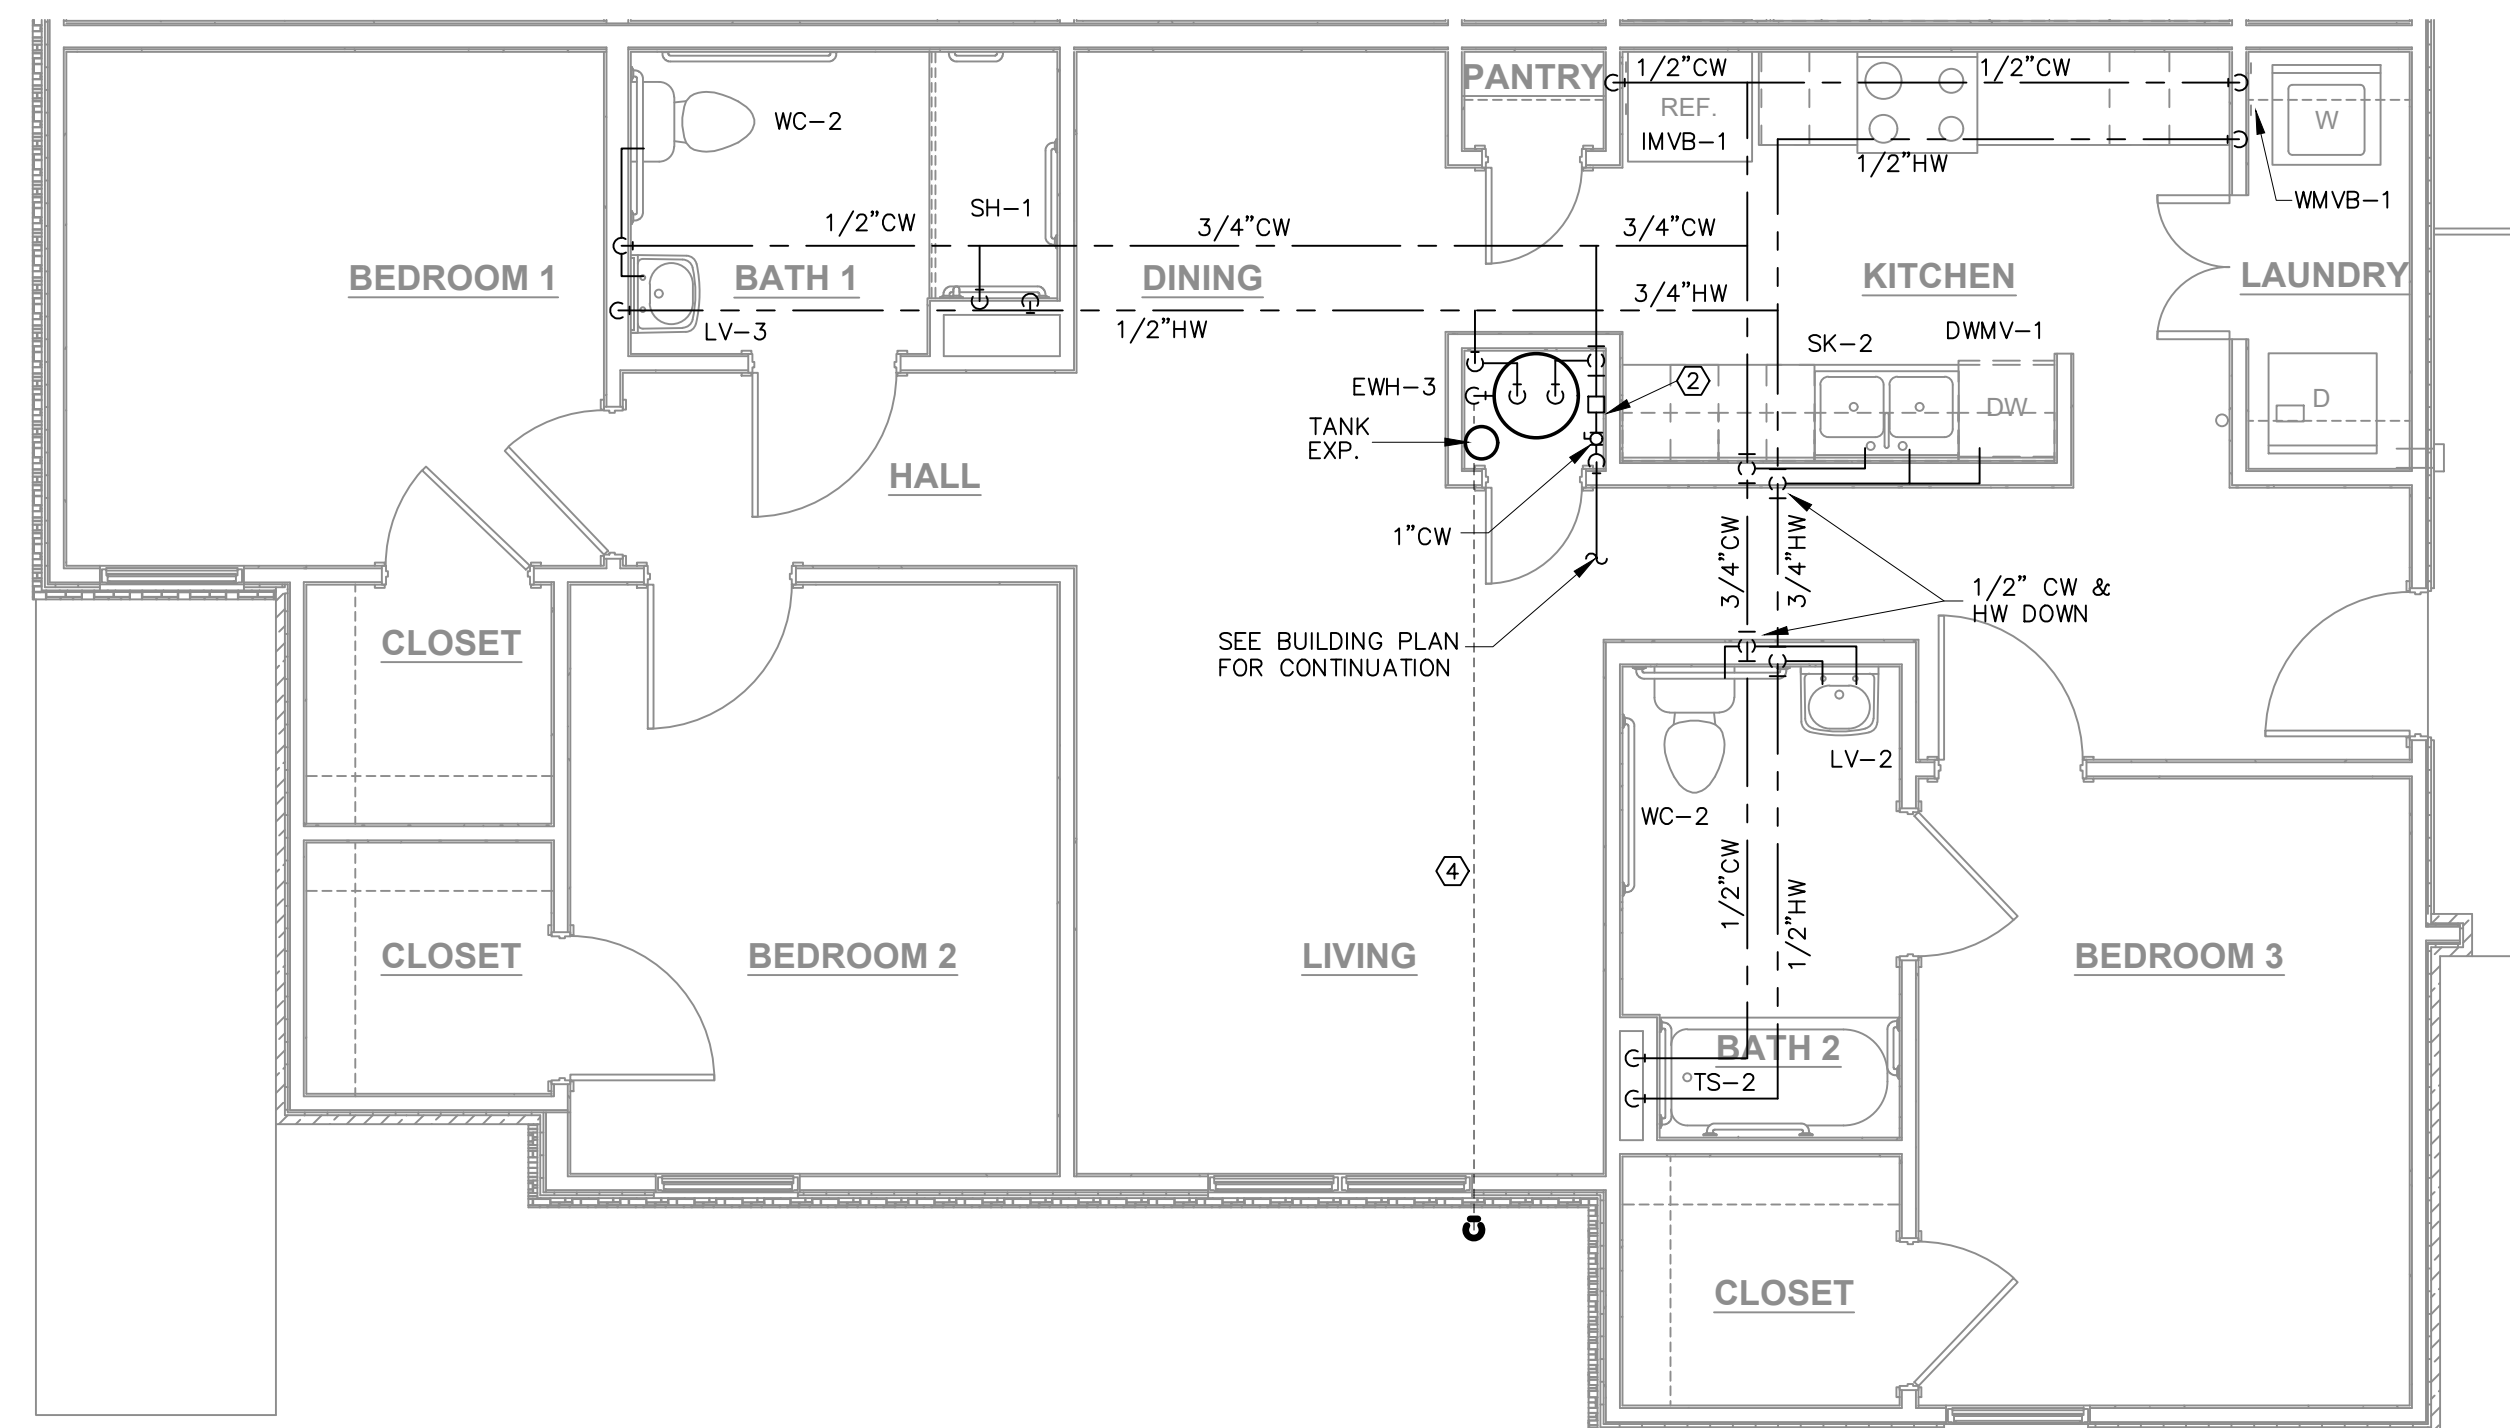 PANTRY
1/2"CW
1/2"CW
REF.
IMVB-1
W
WC-2
1/2"HW
WMVB-1
SH-1
1/2"CW
3/4"CW
3/4"CW
BEDROOM 1
BATH 1
DINING
KITCHEN
LAUNDRY
3/4"HW
LV-3
1/2"HW
SK-2
DWMV-1
EWH-3
2
DW
D
TANK
EXP.
HALL
1"CW
3/4"CW
3/4"HW
1/2" CW &
HW DOWN
SEE BUILDING PLAN
FOR CONTINUATION
CLOSET
LV-2
WC-2
4
1/2"CW
1/2"HW
CLOSET
BEDROOM 2
LIVING
BEDROOM 3
BATH 2
TS-2
CLOSET